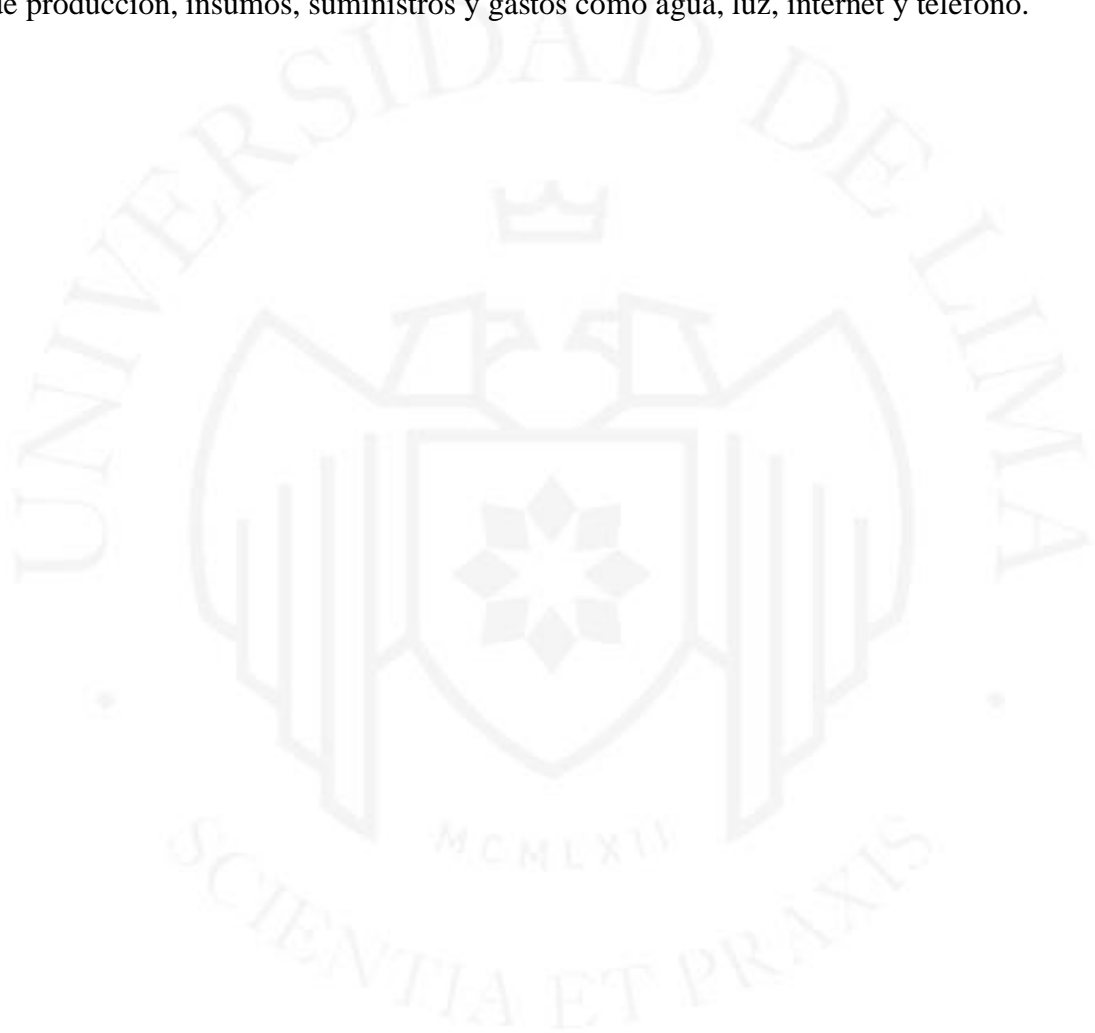 de producción, insumos, suministros y gastos como agua, luz, internet y teléfono.
UNIVERSIDAD DE LIMA
MCMLXII
SCIENTIA ET PRAXIS